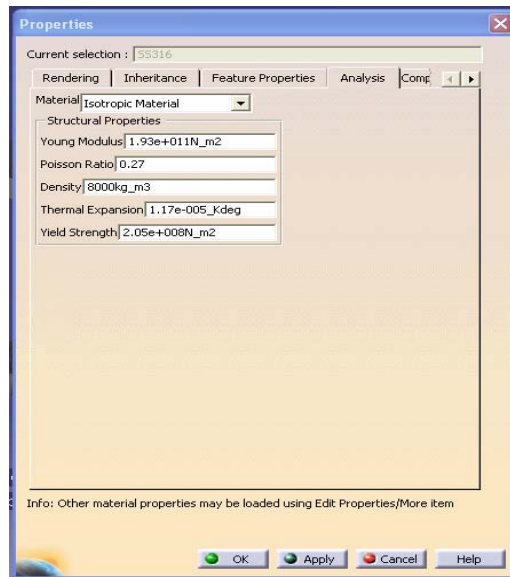 Properties
Current selection : SS316
Rendering Inheritance Feature Properties Analysis Comp
Material Isotropic Material
Structural Properties
Young Modulus 1.93e+011N_m2
Poisson Ratio 0.27
Density 8000kg_m3
Thermal Expansion 1.17e-005_Kdeg
Yield Strength 2.05e+008N_m2
Info: Other material properties may be loaded using Edit Properties/More item
OK Apply Cancel Help